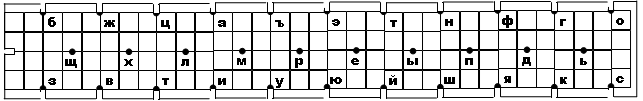 б ж ц а ъ э т н ф г о
щ х л м р е ы п д ь
з в т и у ю й ш я к с